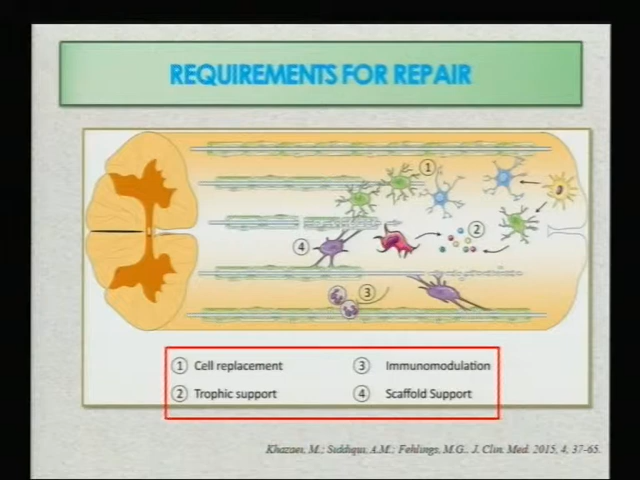 REQUIREMENTS FOR REPAIR
1
2
4
3
1 Cell replacement
3 Immunomodulation
2 Trophic support
4 Scaffold Support
Khazaei, M.; Siddiqui, A.M.; Fehlings, M.G.. J. Clin. Med. 2015, 4, 37-65.